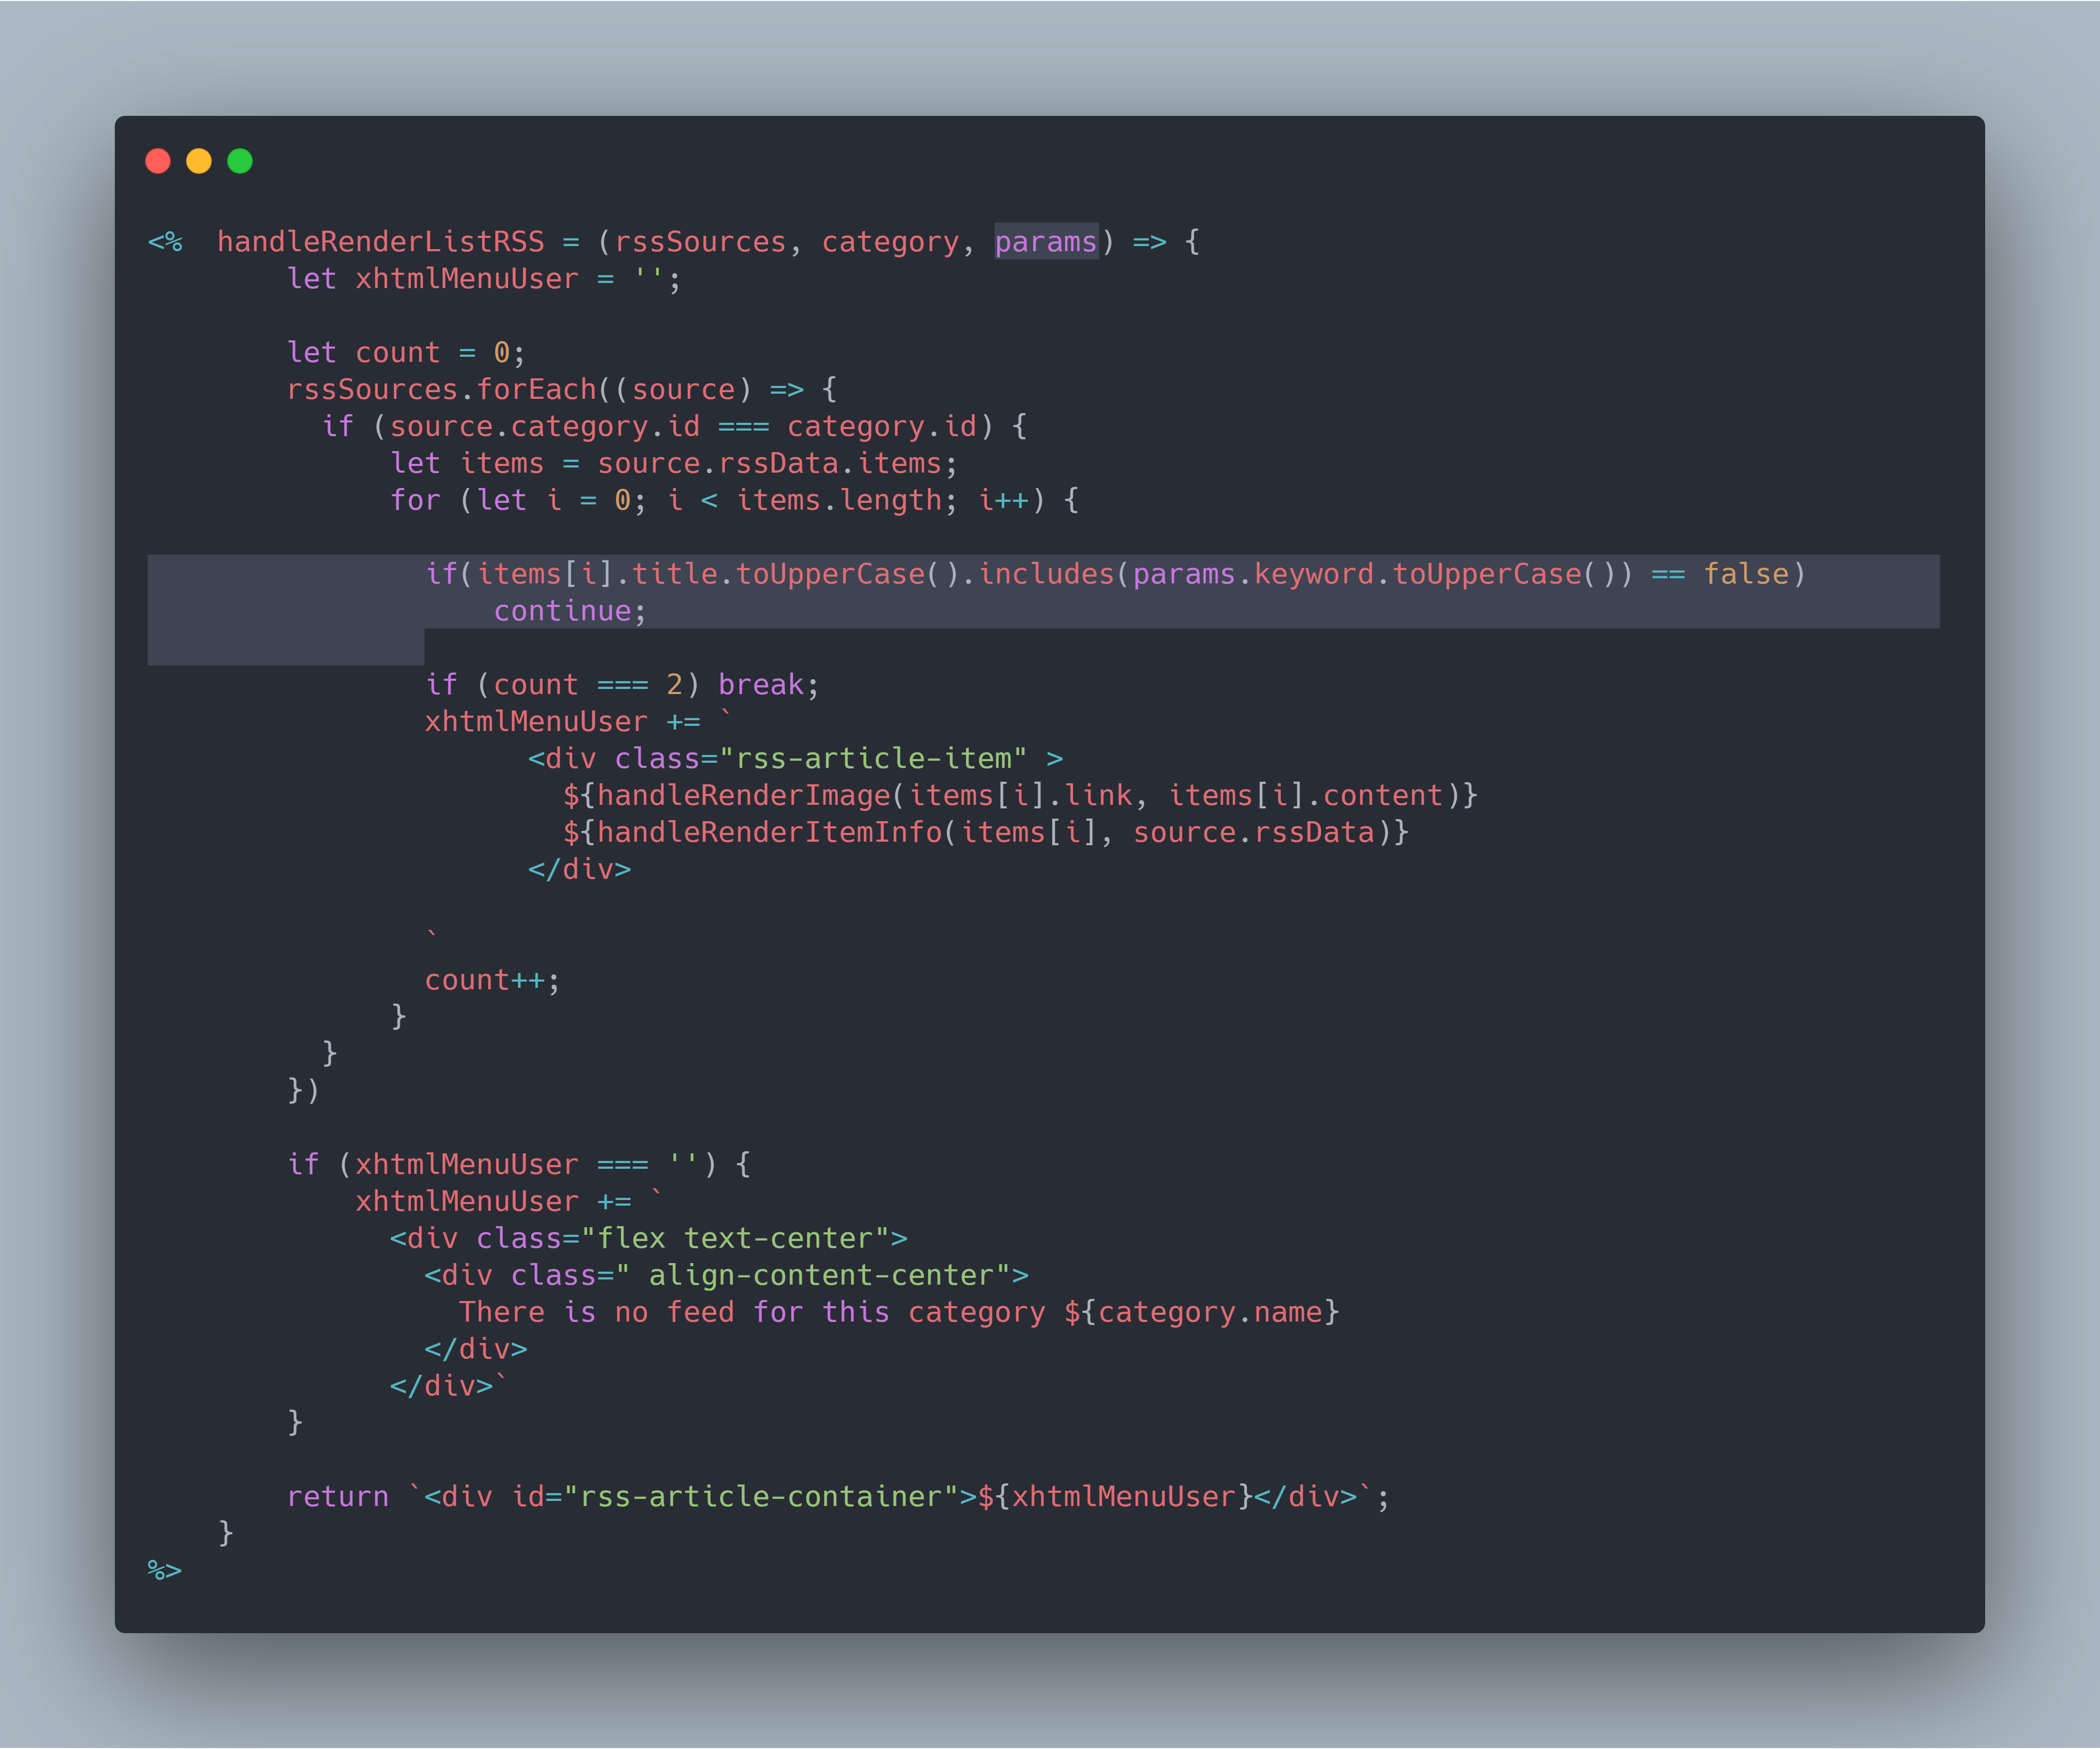 <%  handleRenderListRSS = (rssSources, category, params) => {
        let xhtmlMenuUser = '';

        let count = 0;
        rssSources.forEach((source) => {
          if (source.category.id === category.id) {
              let items = source.rssData.items;
              for (let i = 0; i < items.length; i++) {

                if(items[i].title.toUpperCase().includes(params.keyword.toUpperCase()) == false)
                    continue;

                if (count === 2) break;
                xhtmlMenuUser += `
                      <div class="rss-article-item" >
                        ${handleRenderImage(items[i].link, items[i].content)}
                        ${handleRenderItemInfo(items[i], source.rssData)}
                      </div>

                `
                count++;
              }
          }
        })

        if (xhtmlMenuUser === '') {
            xhtmlMenuUser += `
              <div class="flex text-center">
                <div class=" align-content-center">
                  There is no feed for this category ${category.name}
                </div>
              </div>`
        }

        return `<div id="rss-article-container">${xhtmlMenuUser}</div>`;
    }
%>